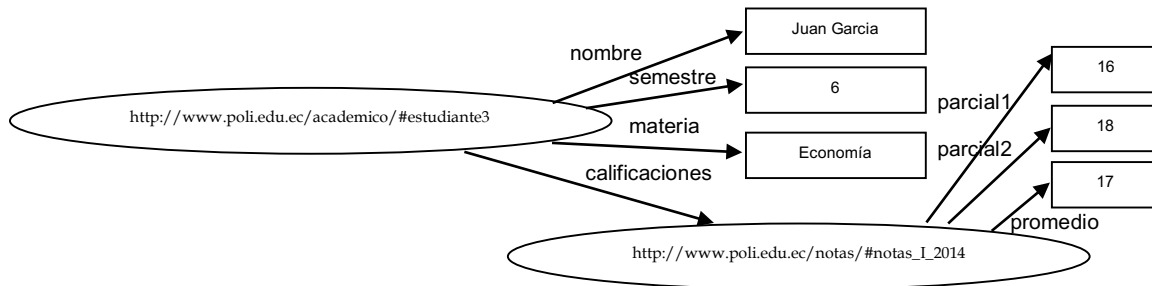 Juan Garcia
nombre
semestre
6
16
http://www.poli.edu.ec/academico/#estudiante3
parcial1
materia
18
Economía
parcial2
calificaciones
17
promedio
http://www.poli.edu.ec/notas/#notas_I_2014